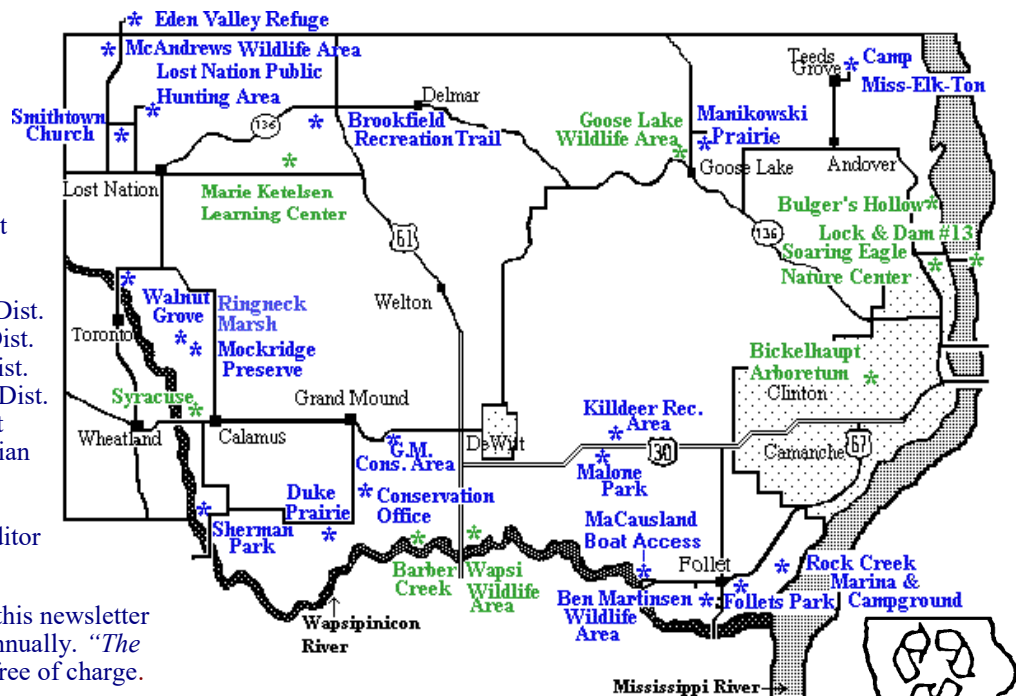 Eden Valley Refuge
McAndrews Wildlife Area
Lost Nation Public
Hunting Area
Smithtown
Church
136
Delmar
Brookfield
Recreation Trail
Goose Lake
Wildlife Area
Manikowski
Prairie
Goose Lake
Teeds
Grove
Camp
Miss-Elk-Ton
Andover
Lost Nation
Marie Ketelsen
Learning Center
Bulger's Hollow
Lock & Dam #13
Soaring Eagle
Nature Center
136
61
Welton
Walnut
Grove
Ringneck
Marsh
Toronto
Mockridge
Preserve
Bickelhaupt
Arboretum
Clinton
Syracuse
Wheatland
Calamus
Grand Mound
G.M.
Cons. Area
DeWitt
Killdeer Rec.
Area
30
Malone
Park
Camanche
67
Duke
Prairie
Conservation
Office
Sherman
Park
MaCausland
Boat Access
Follet
Barber
Creek
Wapsi
Wildlife
Area
Ben Martinsen
Wildlife
Area
Follets Park
Rock Creek
Marina &
Campground
Wapsipinicon
River
Mississippi River
t
Dist.
Dist.
ist.
Dist.
t
ian
ditor
this newsletter
nnually. “The
free of charge.